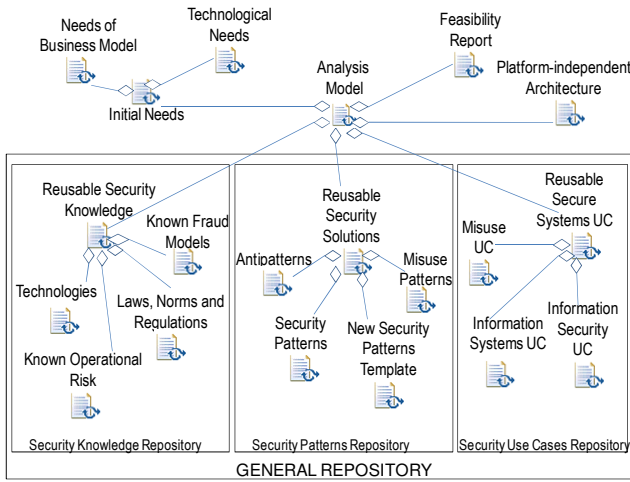 Needs of
Business Model
Technological
Needs
Initial Needs
Analysis
Model
Feasibility
Report
Platform-independent
Architecture
Reusable Security
Knowledge
Known Fraud
Models
Technologies
Laws, Norms and
Regulations
Known Operational
Risk
Security Knowledge Repository
Reusable
Security
Solutions
Antipatterns
Misuse
Patterns
Security
Patterns
New Security
Patterns
Template
Security Patterns Repository
Reusable
Secure
Systems UC
Misuse
UC
Information
Systems UC
Information
Security
UC
Security Use Cases Repository
GENERAL REPOSITORY